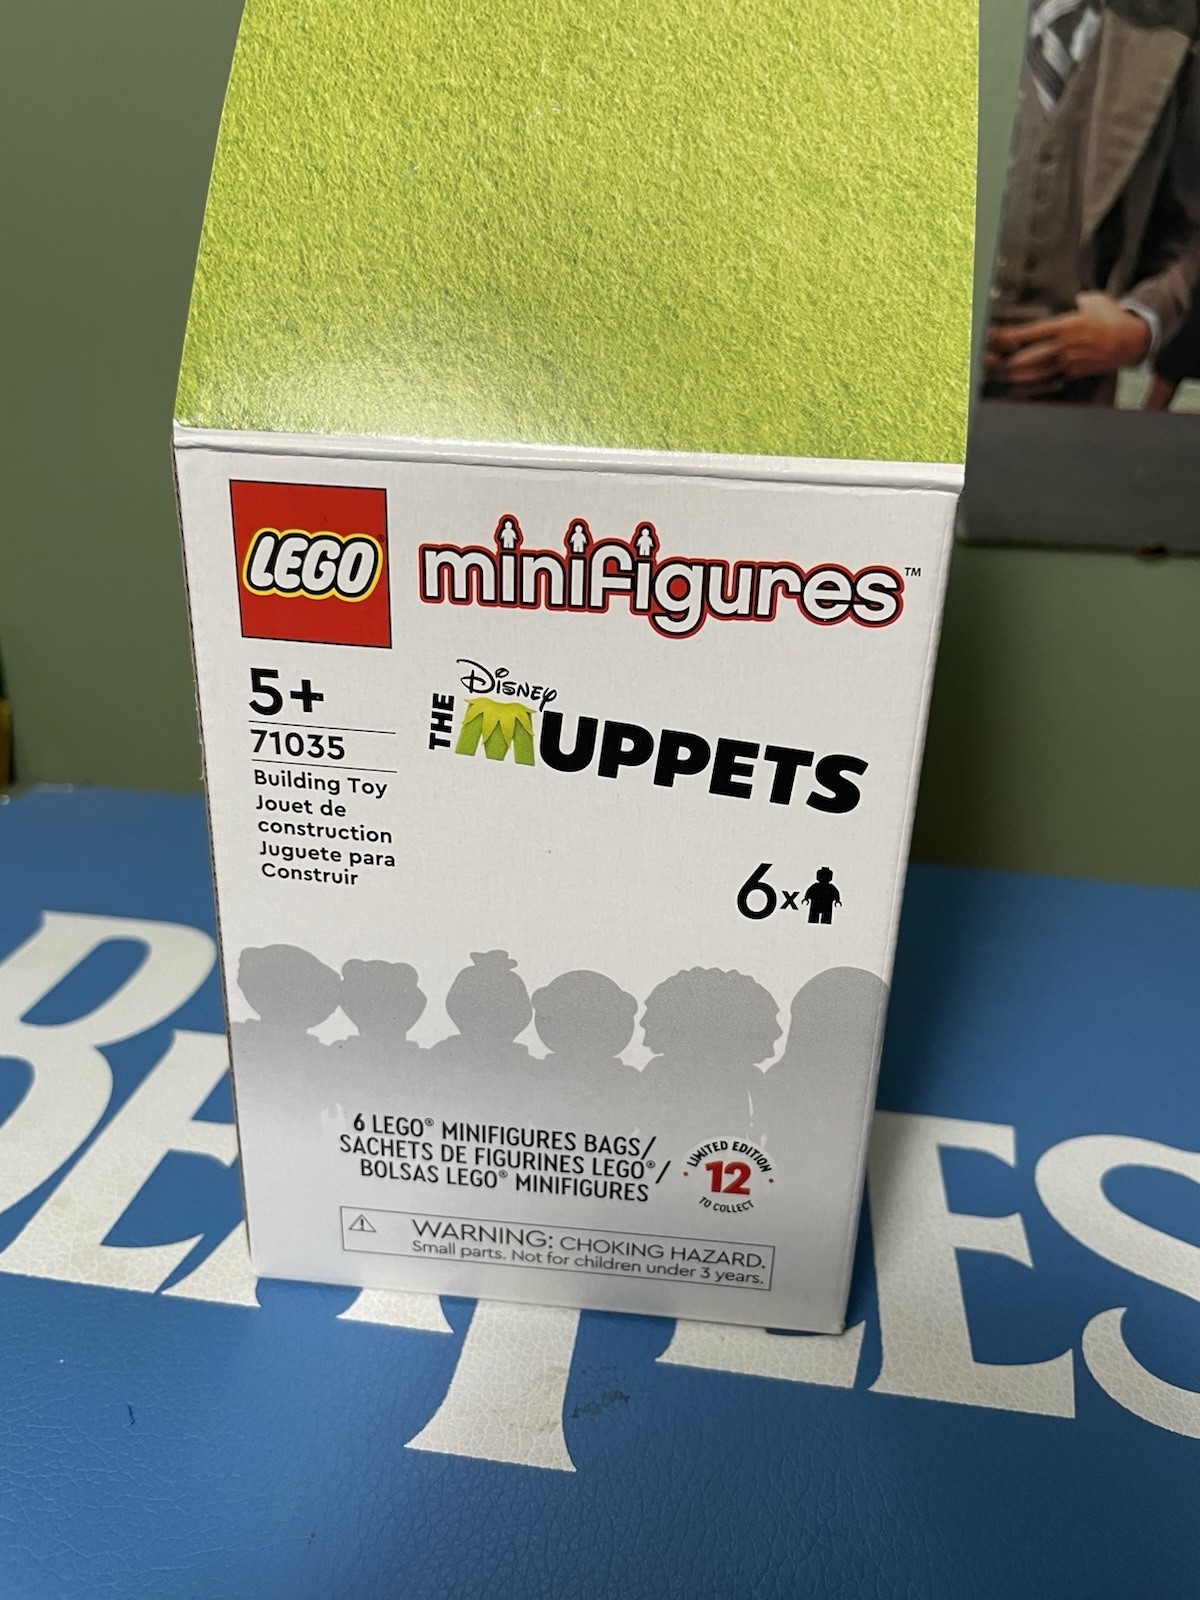 LEGO®
minifigures™
5+
71035
Building Toy
Jouet de
construction
Juguete para
Construir
Disney
THE MUPPETS
6x
6 LEGO® MINIFIGURES BAGS/
SACHETS DE FIGURINES LEGO®/
BOLSAS LEGO® MINIFIGURES
LIMITED EDITION
12
TO COLLECT
WARNING: CHOKING HAZARD.
Small parts. Not for children under 3 years.
BEATLES